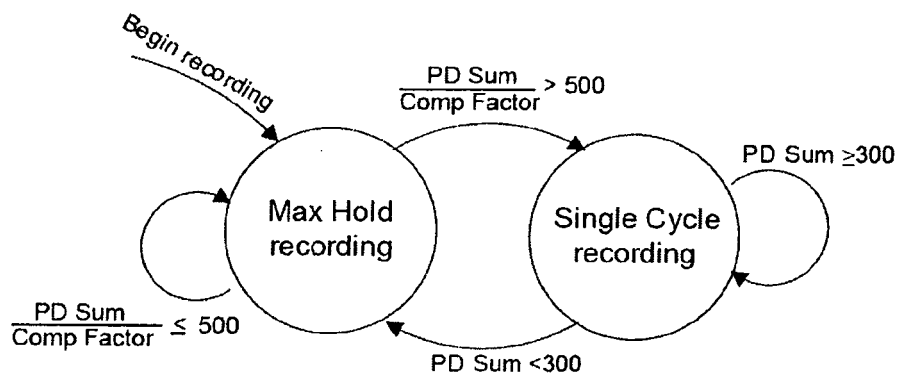 Begin recording
PD Sum
Comp Factor > 500
PD Sum ≥300
Max Hold
recording
Single Cycle
recording
PD Sum
Comp Factor ≤ 500
PD Sum <300